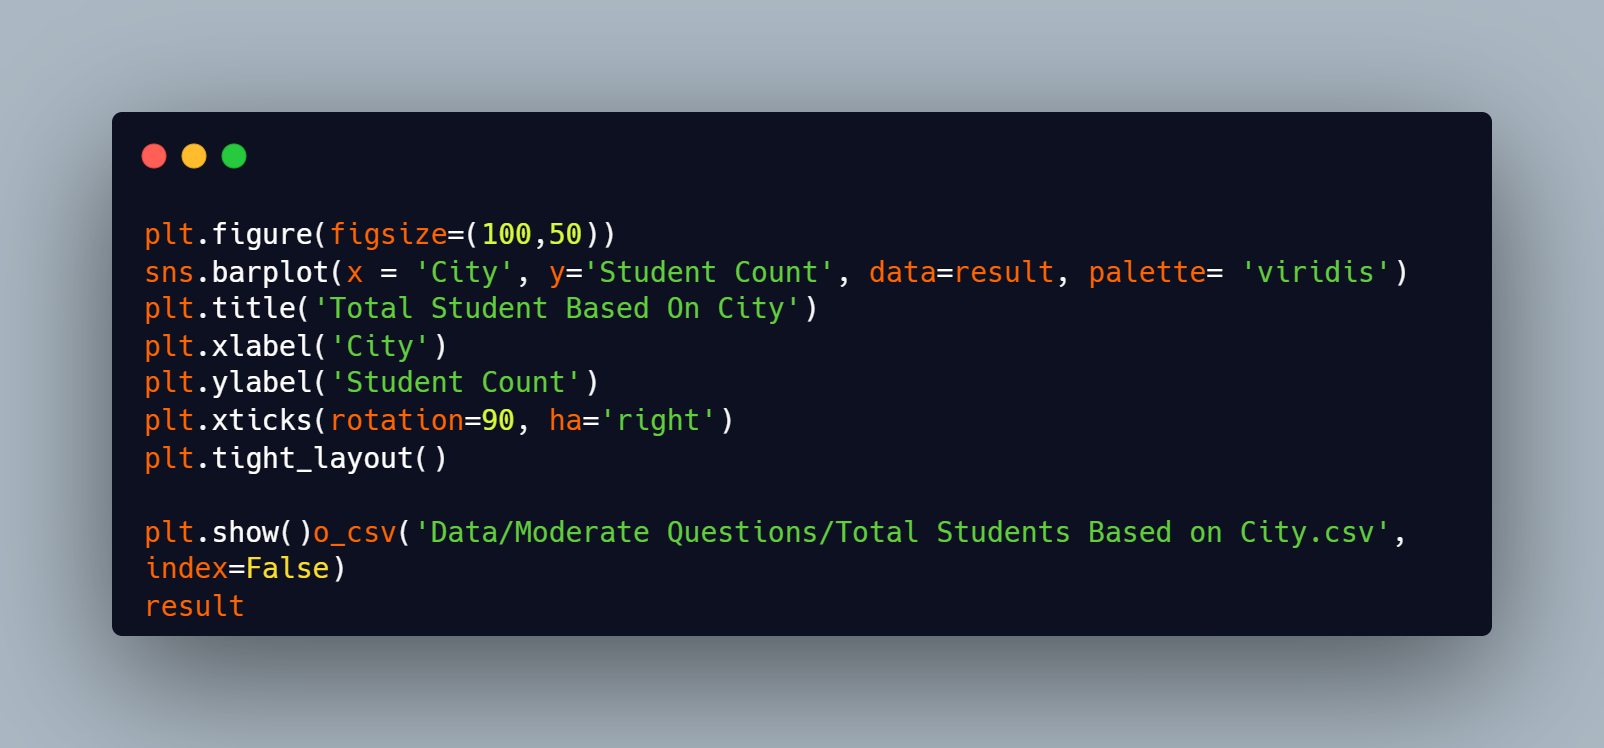 plt.figure(figsize=(100,50))
sns.barplot(x = 'City', y='Student Count', data=result, palette= 'viridis')
plt.title('Total Student Based On City')
plt.xlabel('City')
plt.ylabel('Student Count')
plt.xticks(rotation=90, ha='right')
plt.tight_layout()
plt.show()o_csv('Data/Moderate Questions/Total Students Based on City.csv',
index=False)
result